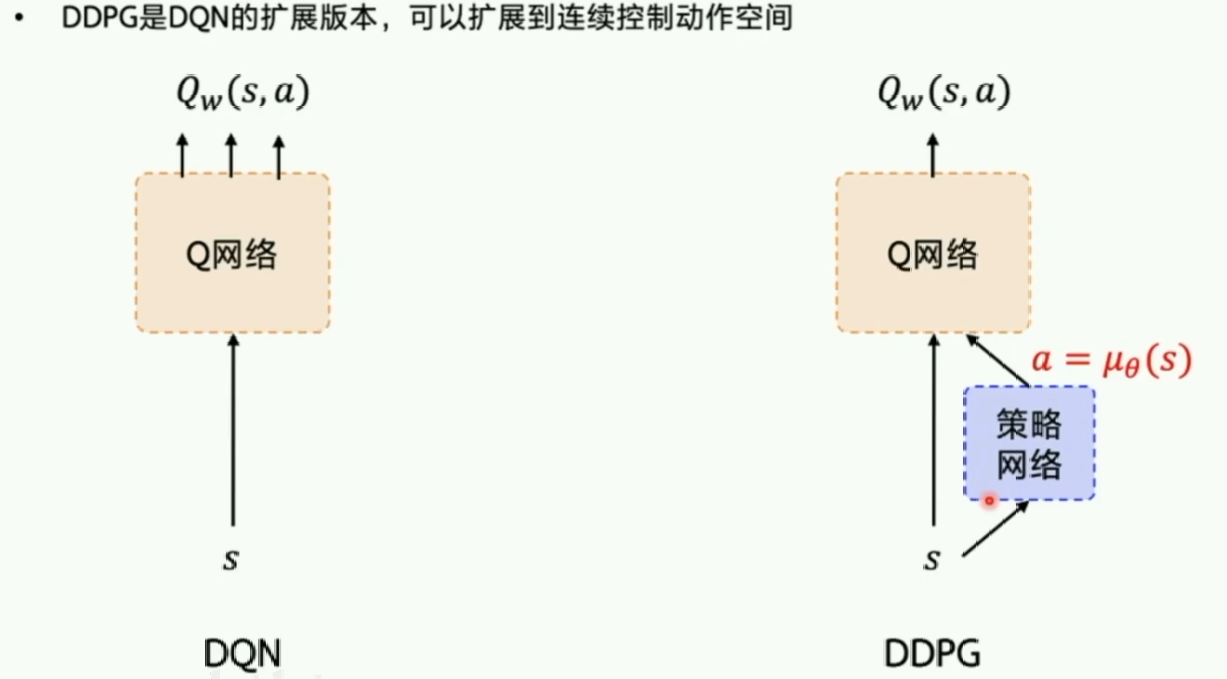 • DDPG是DQN的扩展版本，可以扩展到连续控制动作空间
Q_w(s, a)
Q网络
s
DQN
Q_w(s, a)
Q网络
a = μ_θ(s)
策略
网络
s
DDPG